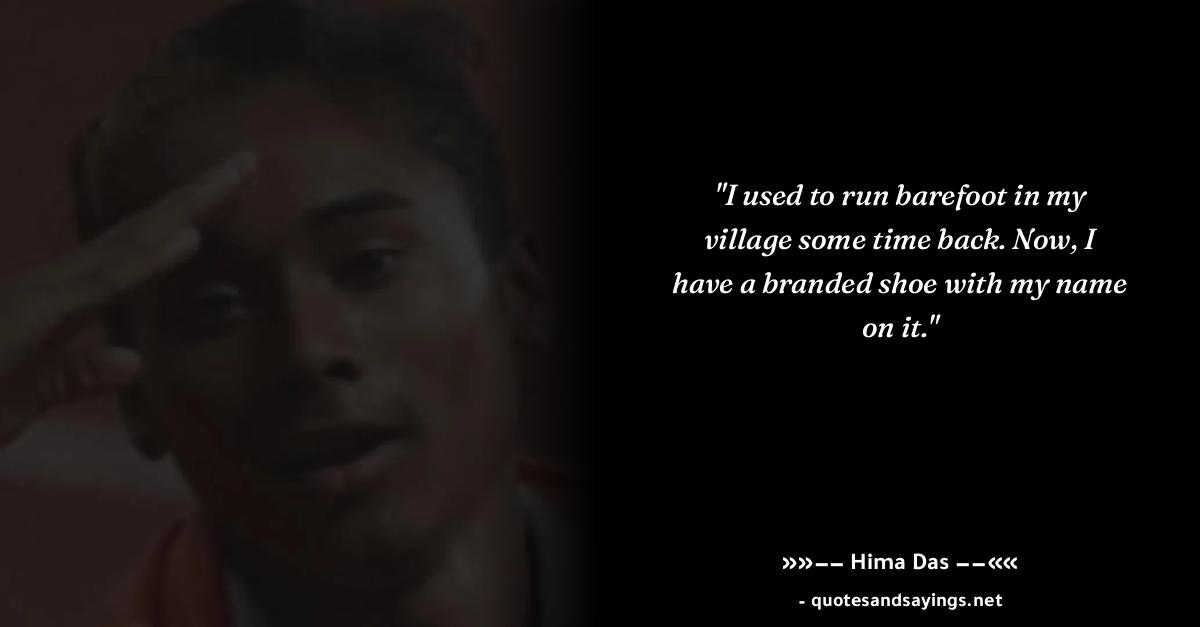 "I used to run barefoot in my
village some time back. Now, I
have a branded shoe with my name
on it."
»»−− Hima Das −−««
- quotesandsayings.net